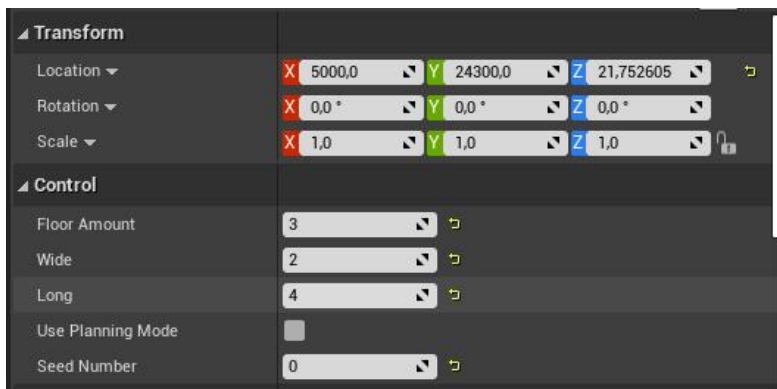 Transform
Location X 5000,0 Y 24300,0 Z 21,752605
Rotation X 0,0 ° Y 0,0 ° Z 0,0 °
Scale X 1,0 Y 1,0 Z 1,0
Control
Floor Amount 3
Wide 2
Long 4
Use Planning Mode
Seed Number 0